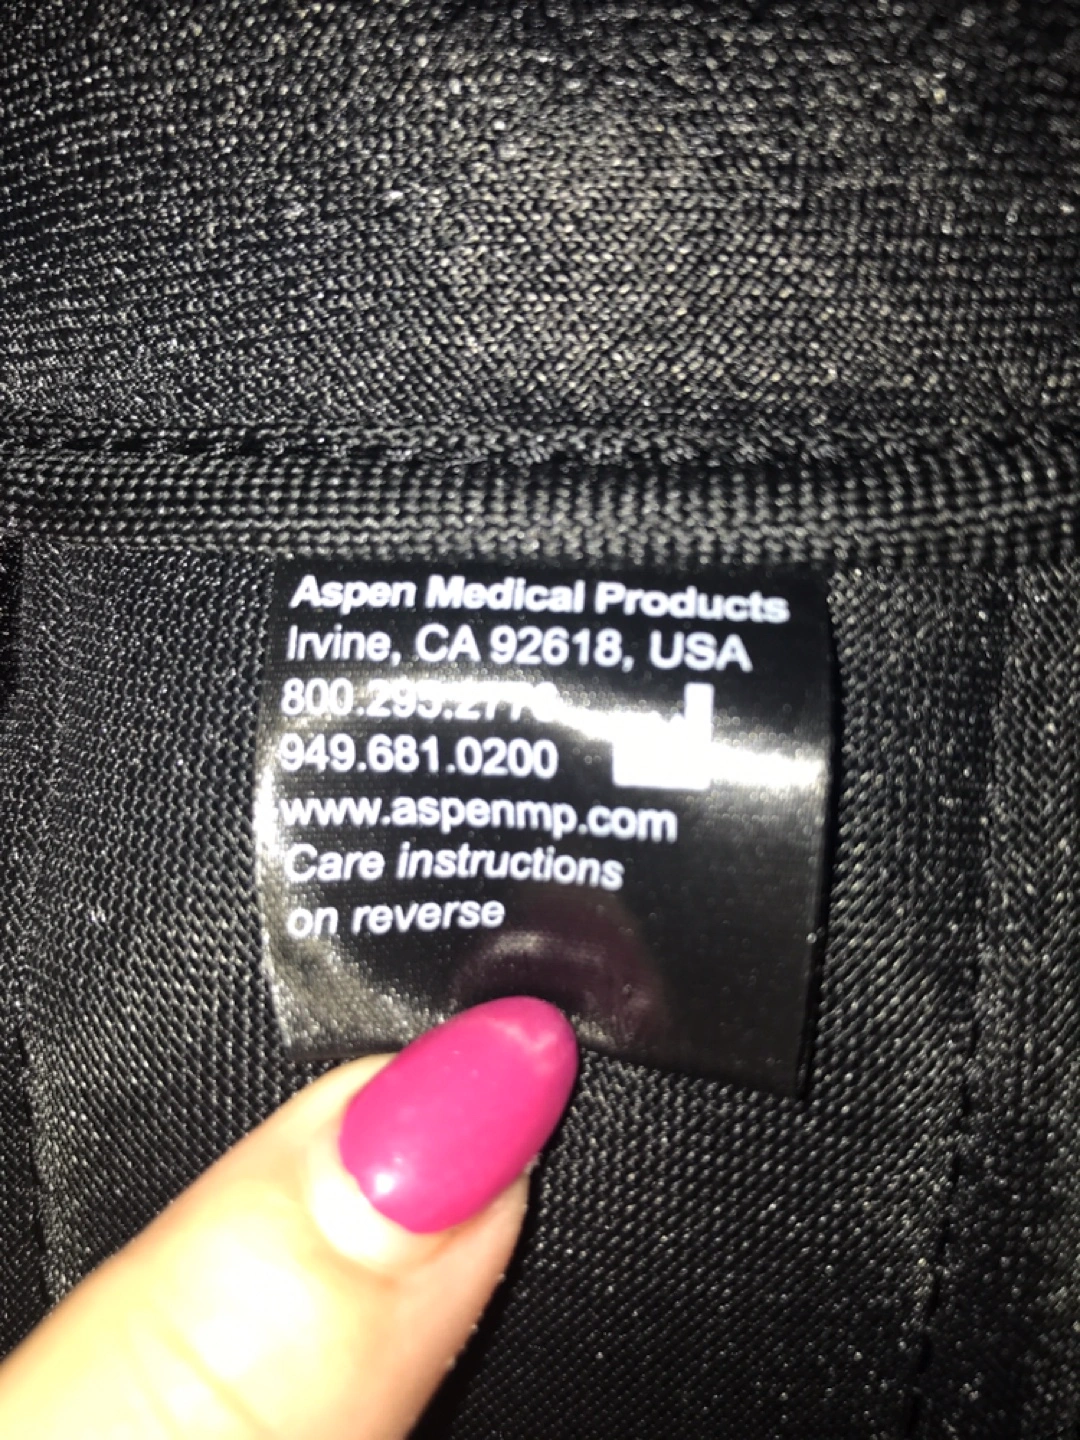 Aspen Medical Products
Irvine, CA 92618, USA
949.681.0200
www.aspenmp.com
Care instructions
on reverse